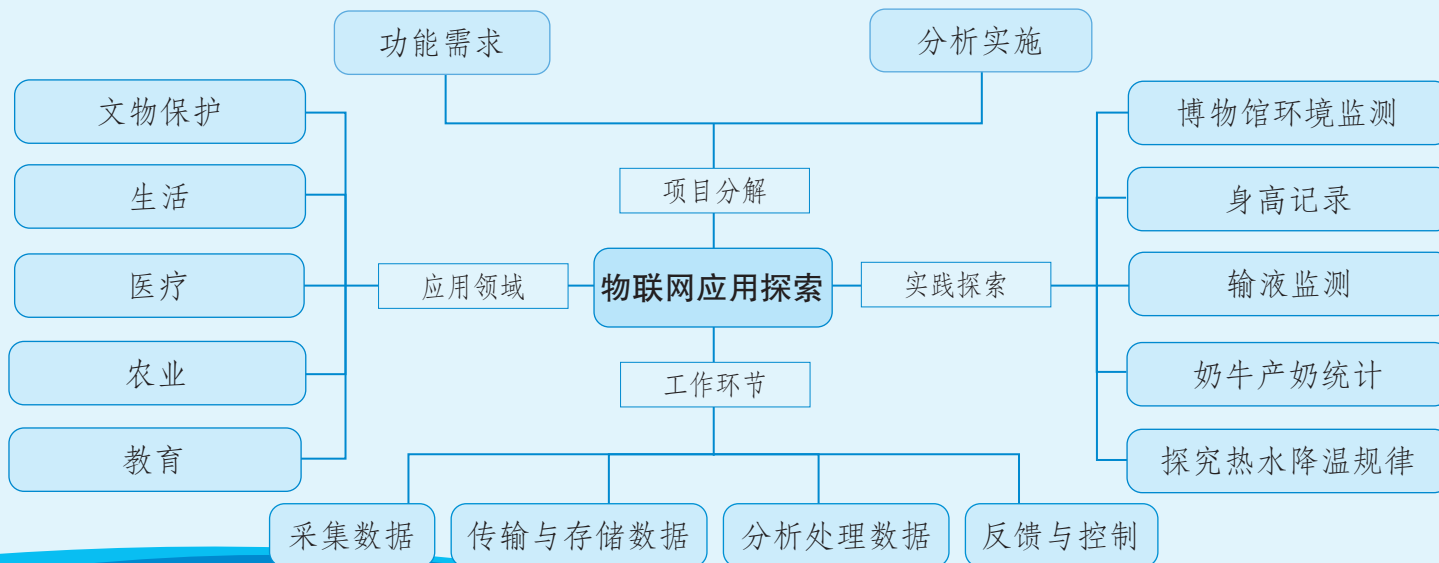 功能需求
分析实施
项目分解
文物保护
生活
医疗
农业
教育
应用领域
物联网应用探索
实践探索
博物馆环境监测
身高记录
输液监测
奶牛产奶统计
探究热水降温规律
工作环节
采集数据
传输与存储数据
分析处理数据
反馈与控制